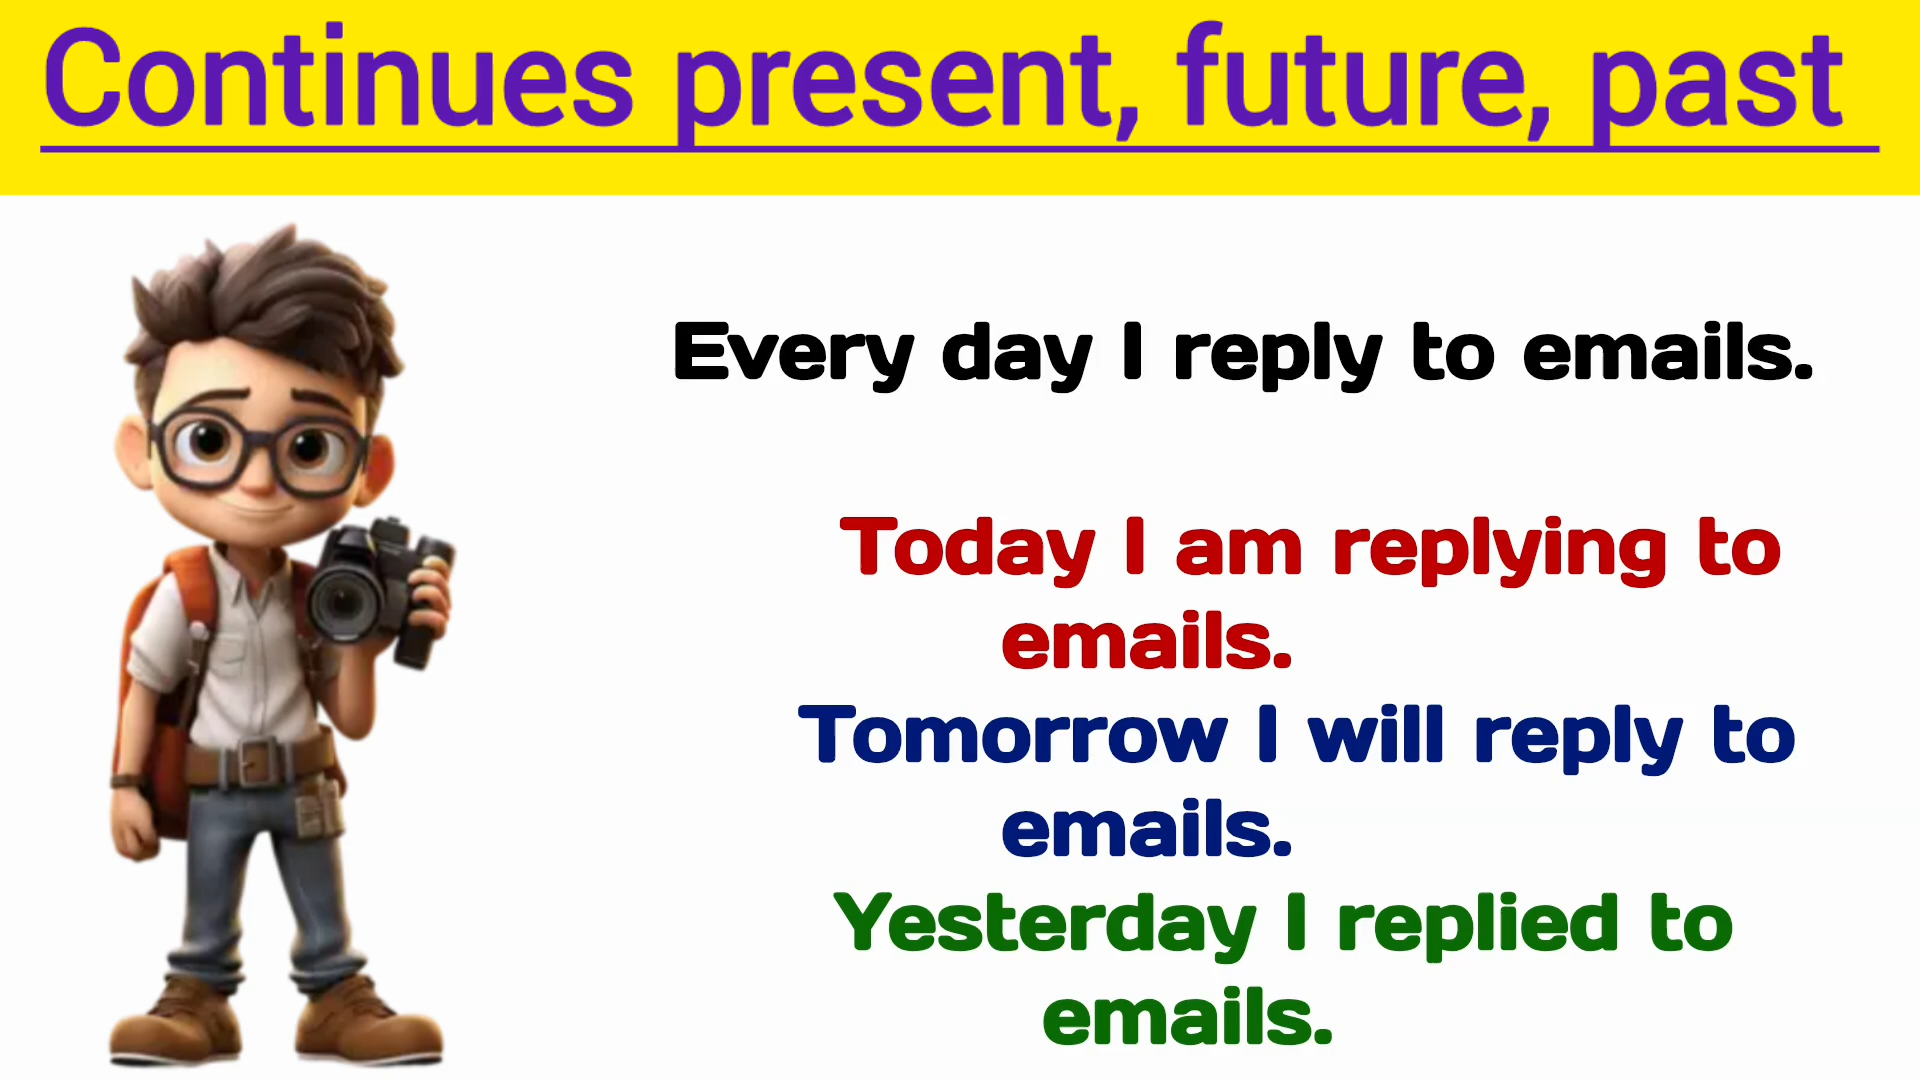 Continues present, future, past
Every day I reply to emails.
Today I am replying to
emails.
Tomorrow I will reply to
emails.
Yesterday I replied to
emails.